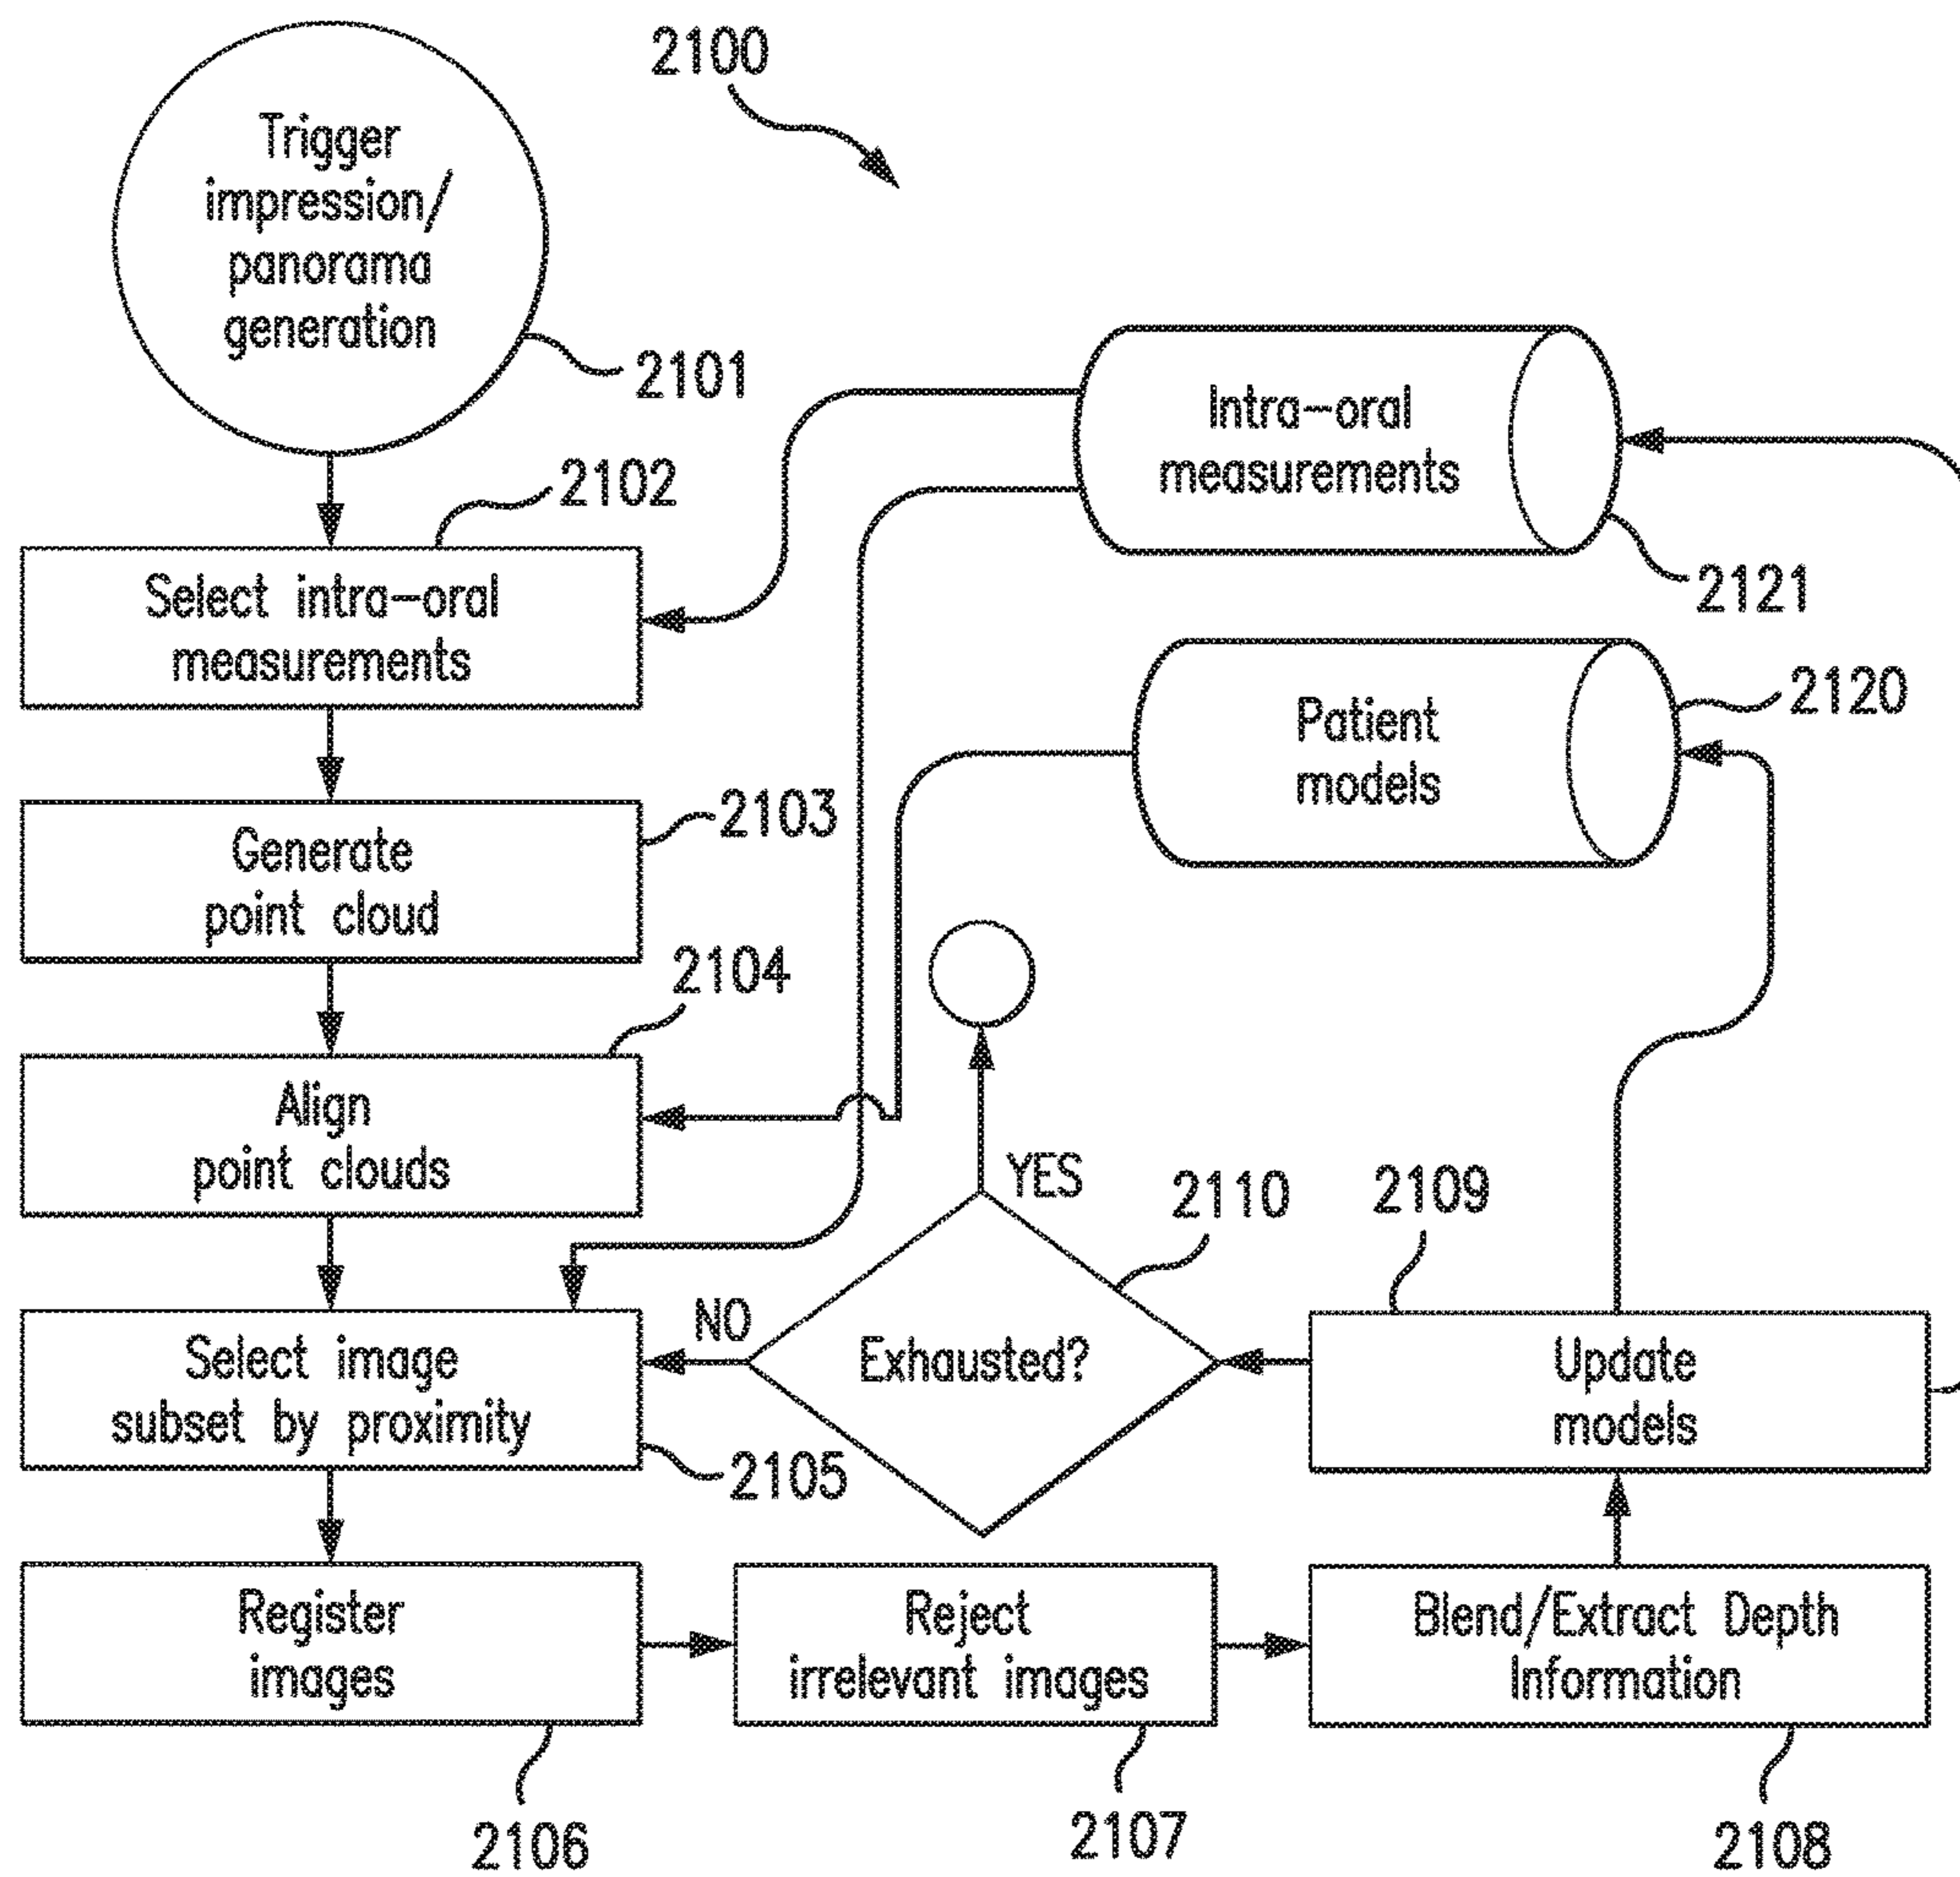 2100
Trigger
impression/
panorama
generation
2101
2102
Intra-oral
measurements
2121
Select intra-oral
measurements
Patient
models
2120
2103
Generate
point cloud
2104
Align
point clouds
YES
2110
2109
NO
Select image
subset by proximity
2105
Exhausted?
Update
models
Register
images
Reject
irrelevant images
Blend/Extract Depth
Information
2106
2107
2108